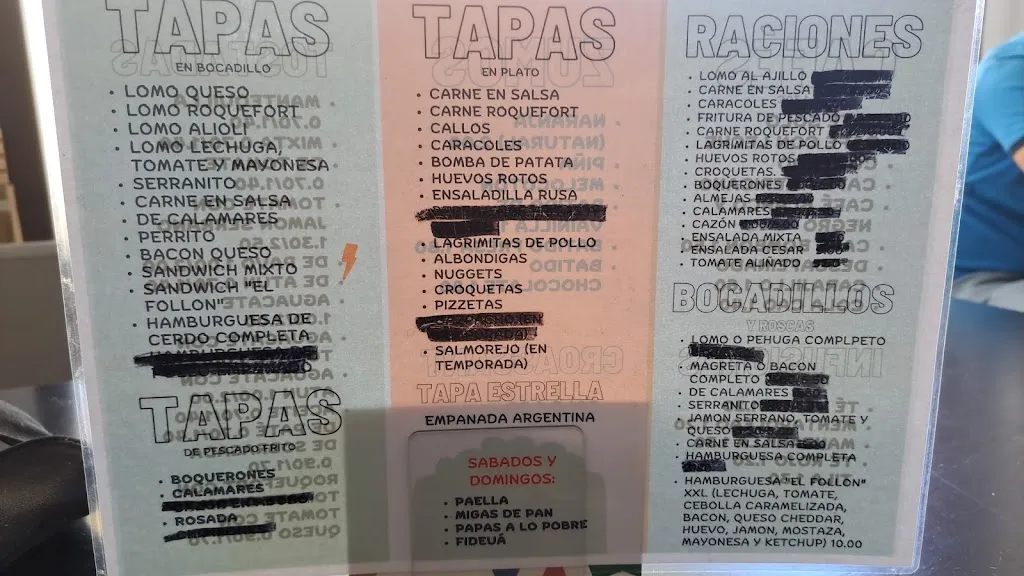 TAPAS
EN BOCADILLO
• LOMO QUESO
• LOMO ROQUEFORT
• LOMO ALIOLI
• LOMO LECHUGA,
TOMATE Y MAYONESA
• SERRANITO
• CARNE EN SALSA
• DE CALAMARES
• PERRITO
• BACON QUESO
• SANDWICH MIXTO
• SANDWICH "EL
FOLLON"
• HAMBURGUESA DE
CERDO COMPLETA
TAPAS
DE PESCADO FRITO
• BOQUERONES
• CALAMARES
• ROSADA
TAPAS
EN PLATO
• CARNE EN SALSA
• CARNE ROQUEFORT
• CALLOS
• CARACOLES
• BOMBA DE PATATA
• HUEVOS ROTOS
• ENSALADILLA RUSA
• LAGRIMITAS DE POLLO
• ALBONDIGAS
• NUGGETS
• CROQUETAS
• PIZZETAS
• SALMOREJO (EN
TEMPORADA)
TAPA ESTRELLA
EMPANADA ARGENTINA
SABADOS Y
DOMINGOS:
• PAELLA
• MIGAS DE PAN
• PAPAS A LO POBRE
• FIDEUÁ
RACIONES
• LOMO AL AJILLO
• CARNE EN SALSA
• CARACOLES
• FRITURA DE PESCADO
• CARNE ROQUEFORT
• LAGRIMITAS DE POLLO
• HUEVOS ROTOS
• CROQUETAS.
• BOQUERONES
• ALMEJAS
• CALAMARES
• CAZÓN
• ENSALADA MIXTA
• ENSALADA CESAR
• TOMATE ALIÑADO
BOCADILLOS
Y ROSCAS
• LOMO O PEHUGA COMPLPETO
• MAGRETA O BACON
COMPLETO
• DE CALAMARES
• SERRANITO
• JAMON SERRANO, TOMATE Y
QUESO
• CARNE EN SALSA
• HAMBURGUESA COMPLETA
• HAMBURGUESA "EL FOLLON"
XXL (LECHUGA, TOMATE,
CEBOLLA CARAMELIZADA,
BACON, QUESO CHEDDAR,
HUEVO, JAMON, MOSTAZA,
MAYONESA Y KETCHUP) 10.00